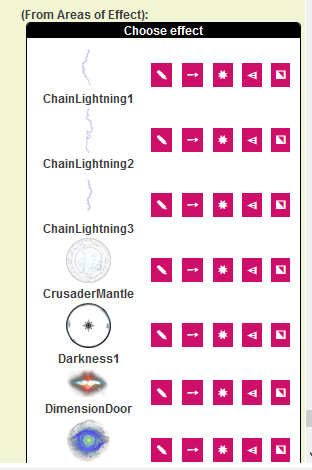 (From Areas of Effect):
Choose effect
ChainLightning1
ChainLightning2
ChainLightning3
CrusaderMantle
Darkness1
DimensionDoor